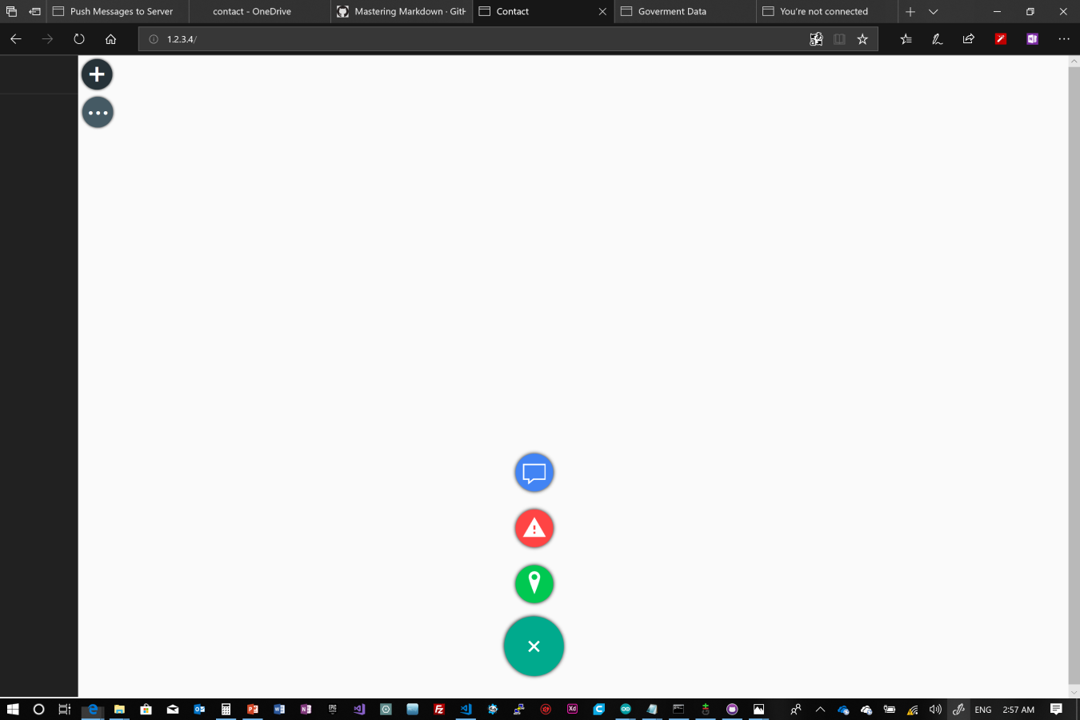 Push Messages to Server
contact - OneDrive
Mastering Markdown · GitH
Contact
Goverment Data
You're not connected
1.2.3.4/
ENG
2:57 AM